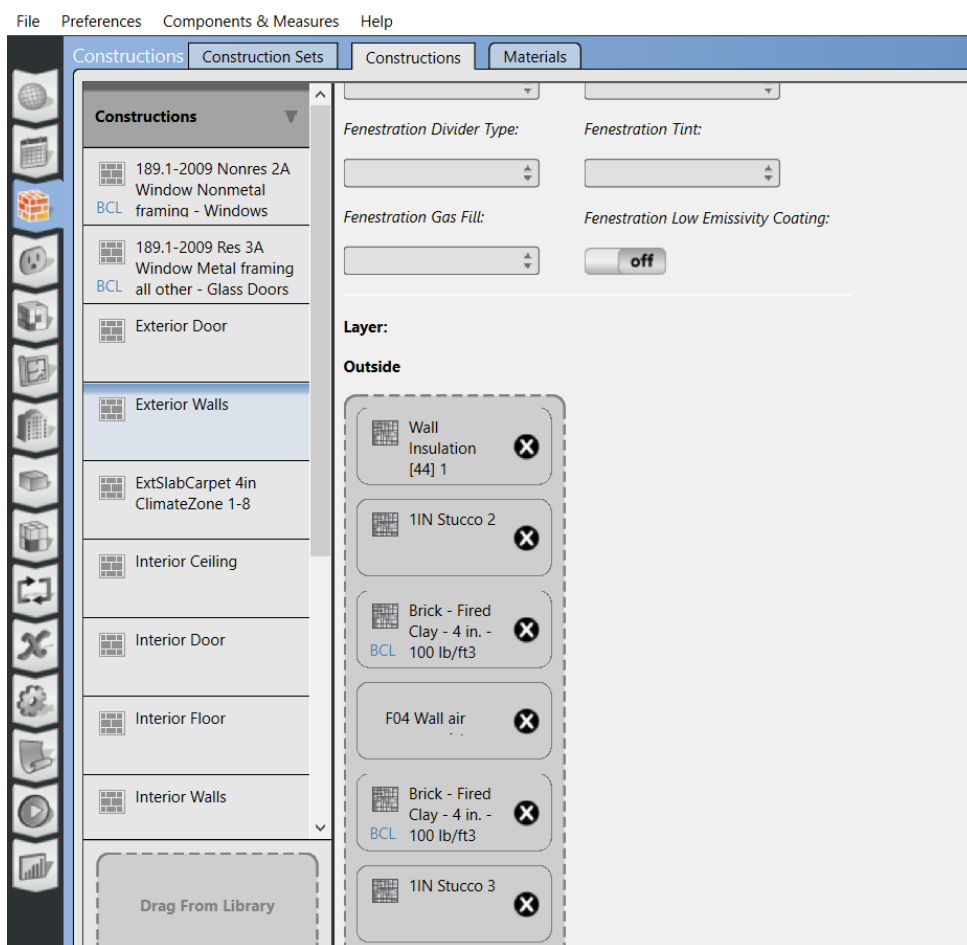 File Preferences Components & Measures Help
Constructions Construction Sets Constructions Materials
Constructions
189.1-2009 Nonres 2A
Window Nonmetal
BCL framing - Windows
189.1-2009 Res 3A
Window Metal framing
BCL all other - Glass Doors
Exterior Door
Exterior Walls
ExtSlabCarpet 4in
ClimateZone 1-8
Interior Ceiling
Interior Door
Interior Floor
Interior Walls
Drag From Library
Fenestration Divider Type: Fenestration Tint:
Fenestration Gas Fill: Fenestration Low Emissivity Coating:
off
Layer:
Outside
Wall
Insulation
[44] 1
1IN Stucco 2
Brick - Fired
Clay - 4 in. -
BCL 100 lb/ft3
F04 Wall air
Brick - Fired
Clay - 4 in. -
BCL 100 lb/ft3
1IN Stucco 3